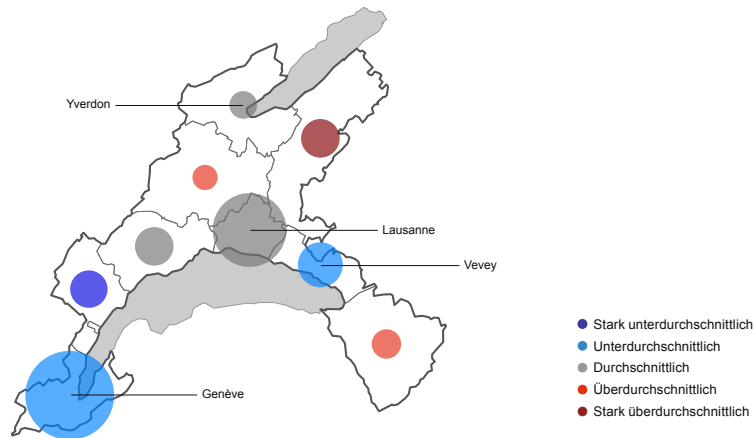 Yverdon
Lausanne
Vevey
Genève
Stark unterdurchschnittlich
Unterdurchschnittlich
Durchschnittlich
Überdurchschnittlich
Stark überdurchschnittlich